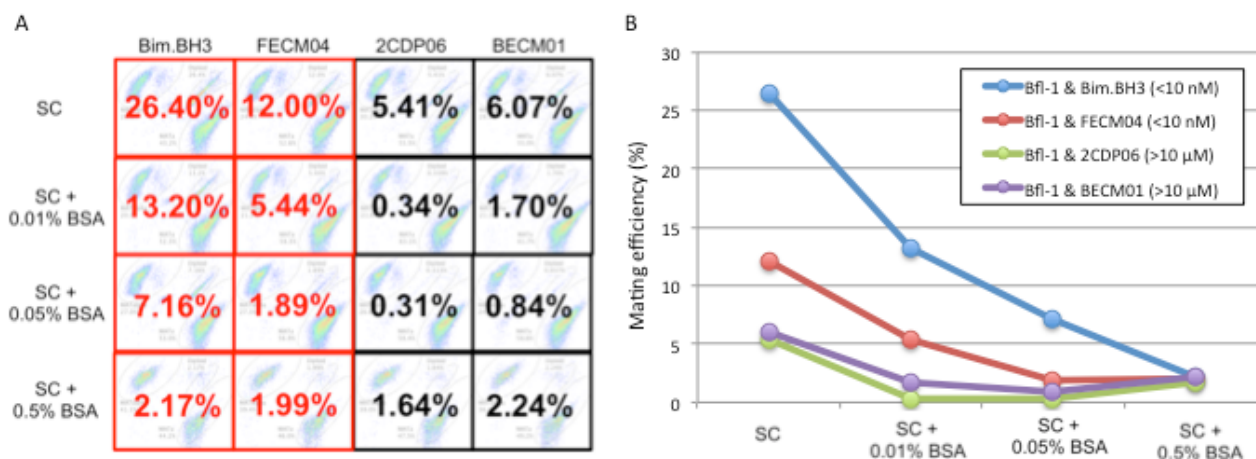 A
Bim.BH3 FECM04 2CDP06 BECM01
SC 26.40% 12.00% 5.41% 6.07%
SC +
0.01% BSA 13.20% 5.44% 0.34% 1.70%
SC +
0.05% BSA 7.16% 1.89% 0.31% 0.84%
SC +
0.5% BSA 2.17% 1.99% 1.64% 2.24%
B
Mating efficiency (%)
30
25
20
15
10
5
0
Bfl-1 & Bim.BH3 (<10 nM)
Bfl-1 & FECM04 (<10 nM)
Bfl-1 & 2CDP06 (>10 µM)
Bfl-1 & BECM01 (>10 µM)
SC
SC +
0.01% BSA
SC +
0.05% BSA
SC +
0.5% BSA